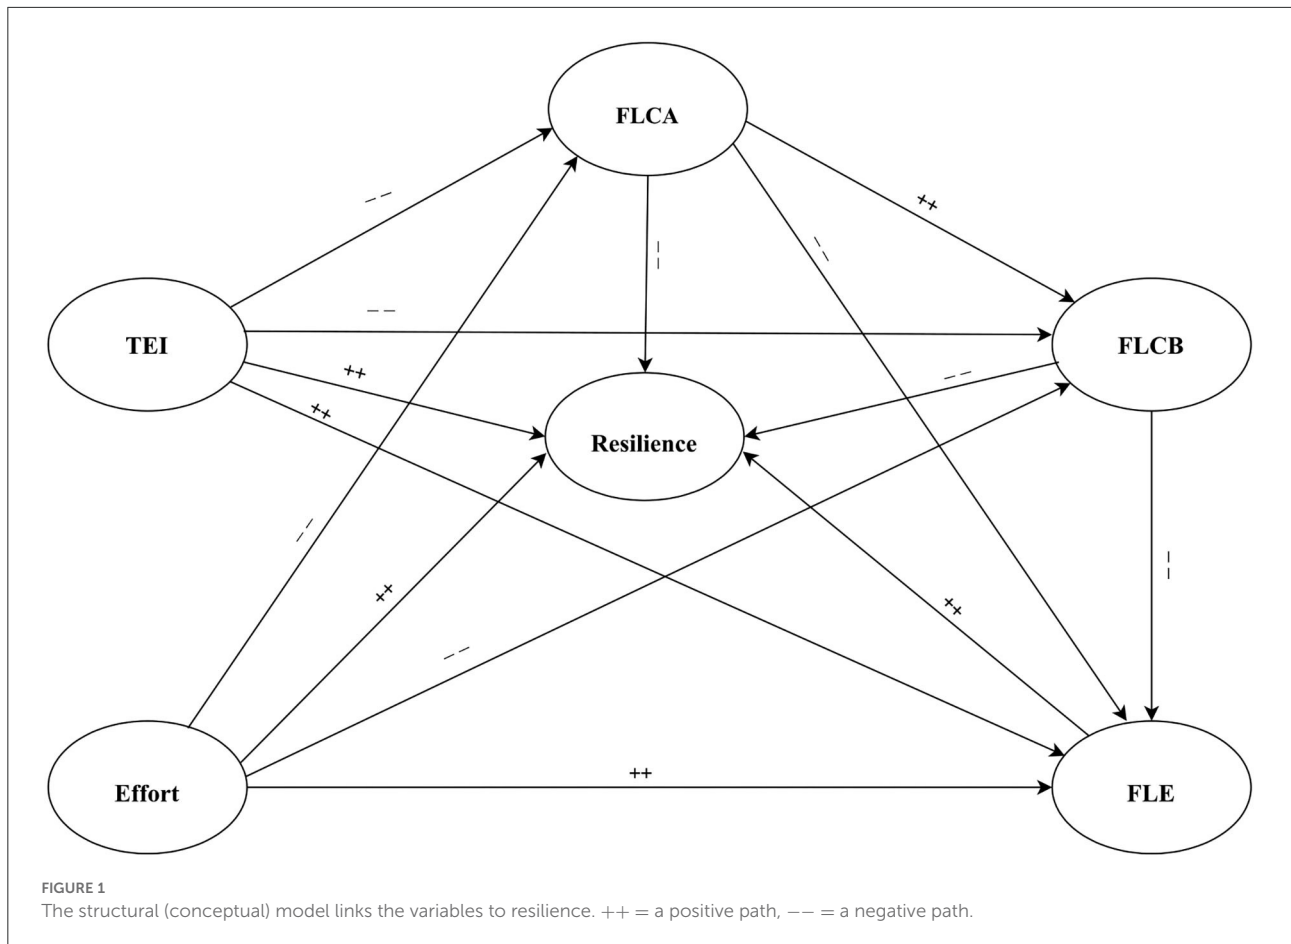 FLCA
– –
++
– –
– –
TEI
– –
FLCB
++
– –
++
Resilience
– –
++
– –
++
– –
++
Effort
FLE
FIGURE 1
The structural (conceptual) model links the variables to resilience. ++ = a positive path, –– = a negative path.